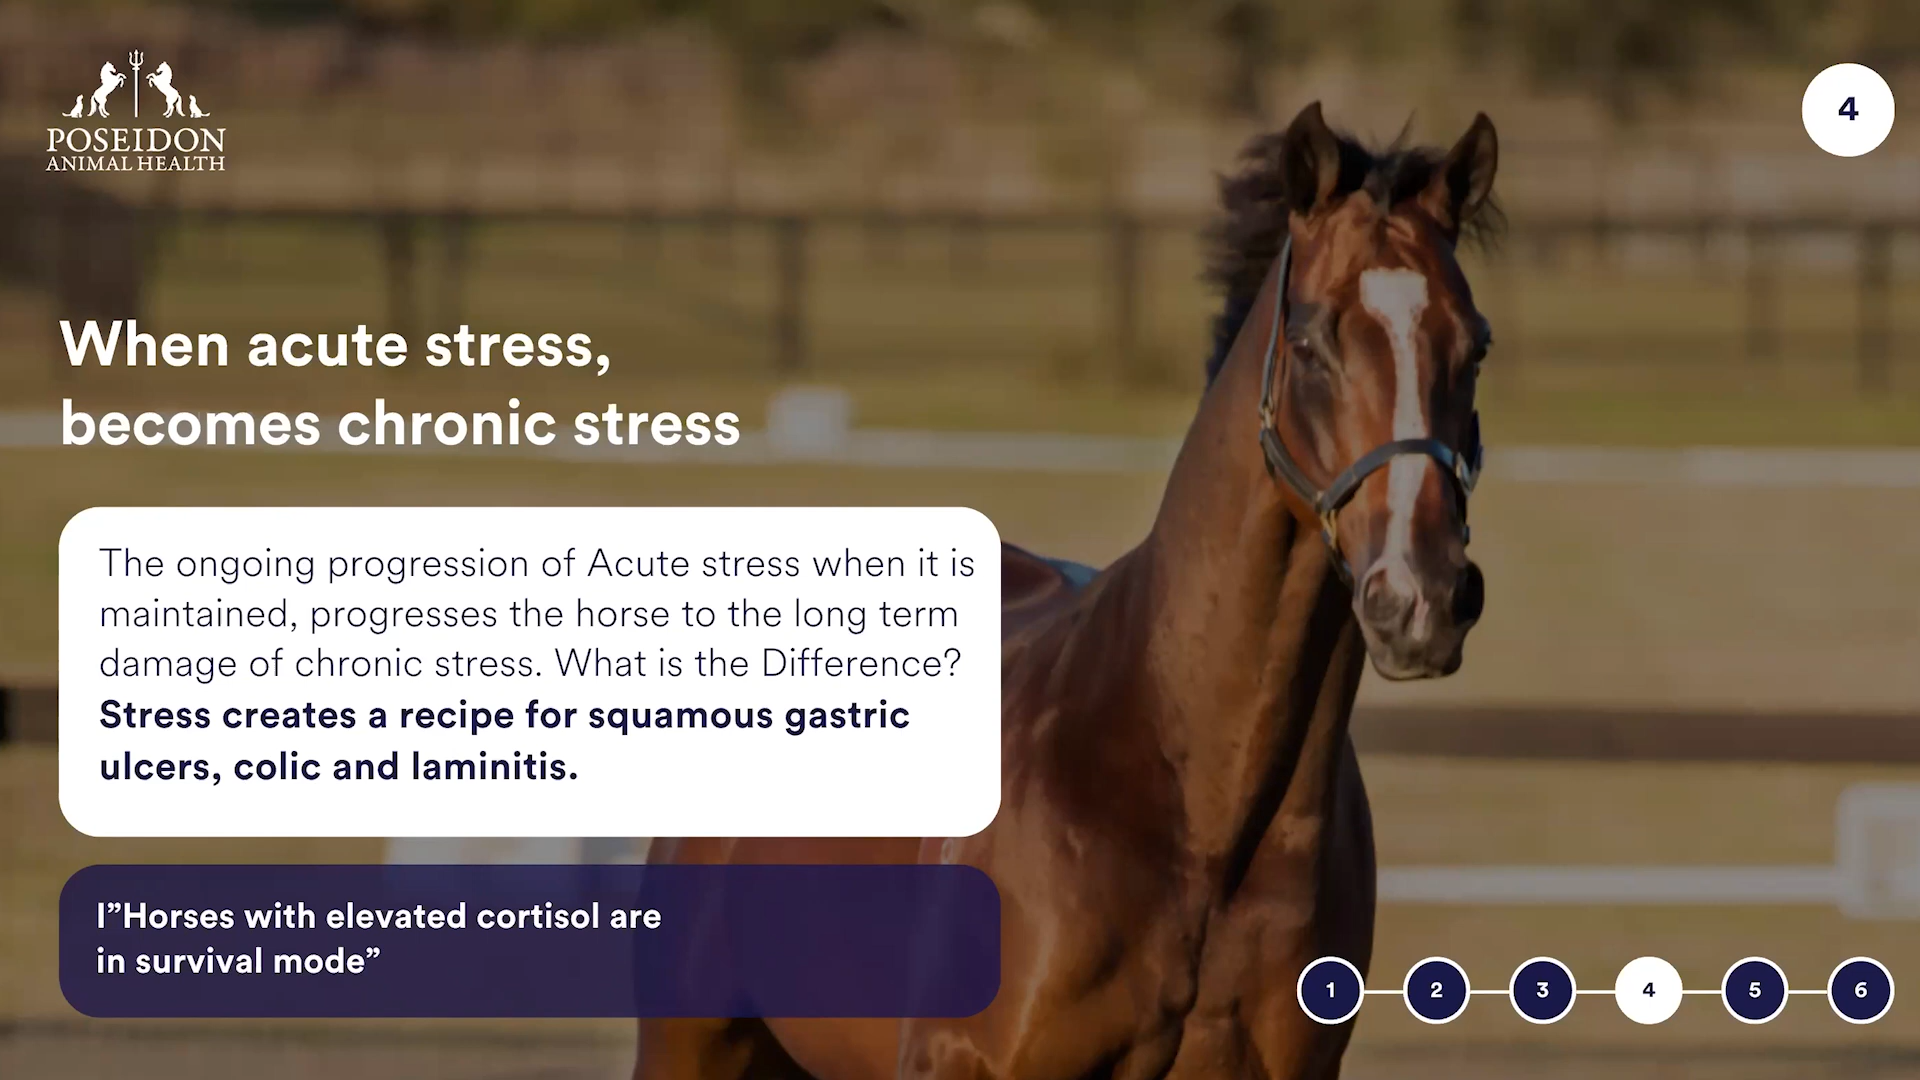 POSEIDON
ANIMAL HEALTH
4
When acute stress,
becomes chronic stress
The ongoing progression of Acute stress when it is
maintained, progresses the horse to the long term
damage of chronic stress. What is the Difference?
Stress creates a recipe for squamous gastric
ulcers, colic and laminitis.
I”Horses with elevated cortisol are
in survival mode”
1 2 3 4 5 6